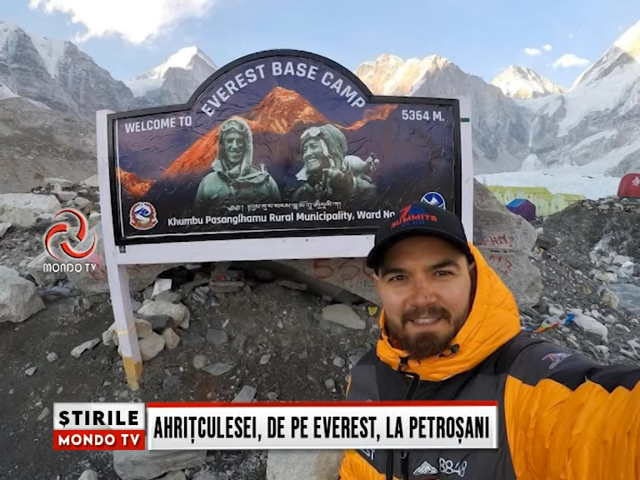 EVEREST BASE CAMP
WELCOME TO
5364 M.
Khumbu Pasanglhamu Rural Municipality, Ward No
MONDO TV
SUMMITS
8848
ȘTIRILE
MONDO TV
AHRIȚCULESEI, DE PE EVEREST, LA PETROȘANI